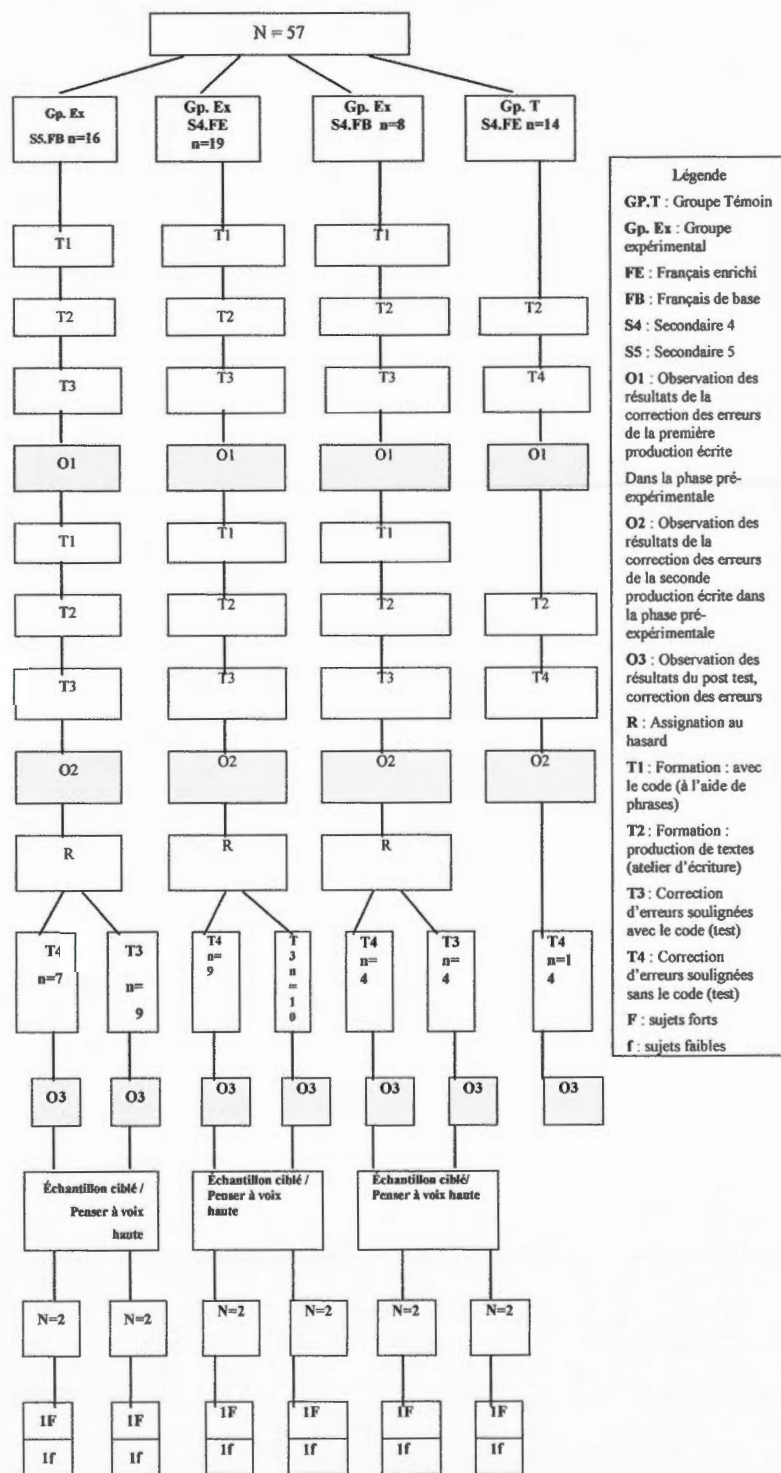 N = 57
Gp. Ex
S5.FB n=16
Gp. Ex
S4.FE
n=19
Gp. Ex
S4.FB n=8
Gp. T
S4.FE n=14
T1
T1
T1
T2
T2
T2
T2
T3
T3
T3
T4
O1
O1
O1
O1
T1
T1
T1
T2
T2
T2
T2
T3
T3
T3
T4
O2
O2
O2
O2
R
R
R
T4
n=7
T3
n=
9
T4
n=
9
T
3
n
=
1
0
T4
n=
4
T3
n=
4
T4
n=1
4
O3
O3
O3
O3
O3
O3
O3
Échantillon ciblé /
Penser à voix
haute
Échantillon ciblé /
Penser à voix
haute
Échantillon ciblé/
Penser à voix haute
N=2
N=2
N=2
N=2
N=2
N=2
1F
1F
1F
1F
1F
1F
1f
1f
1f
1f
1f
1f
Légende
GP.T : Groupe Témoin
Gp. Ex : Groupe
expérimental
FE : Français enrichi
FB : Français de base
S4 : Secondaire 4
S5 : Secondaire 5
O1 : Observation des
résultats de la
correction des erreurs
de la première
production écrite
Dans la phase pré-
expérimentale
O2 : Observation des
résultats de la
correction des erreurs
de la seconde
production écrite dans
la phase pré-
expérimentale
O3 : Observation des
résultats du post test,
correction des erreurs
R : Assignation au
hasard
T1 : Formation : avec
le code (à l'aide de
phrases)
T2 : Formation :
production de textes
(atelier d'écriture)
T3 : Correction
d'erreurs soulignées
avec le code (test)
T4 : Correction
d'erreurs soulignées
sans le code (test)
F : sujets forts
f : sujets faibles